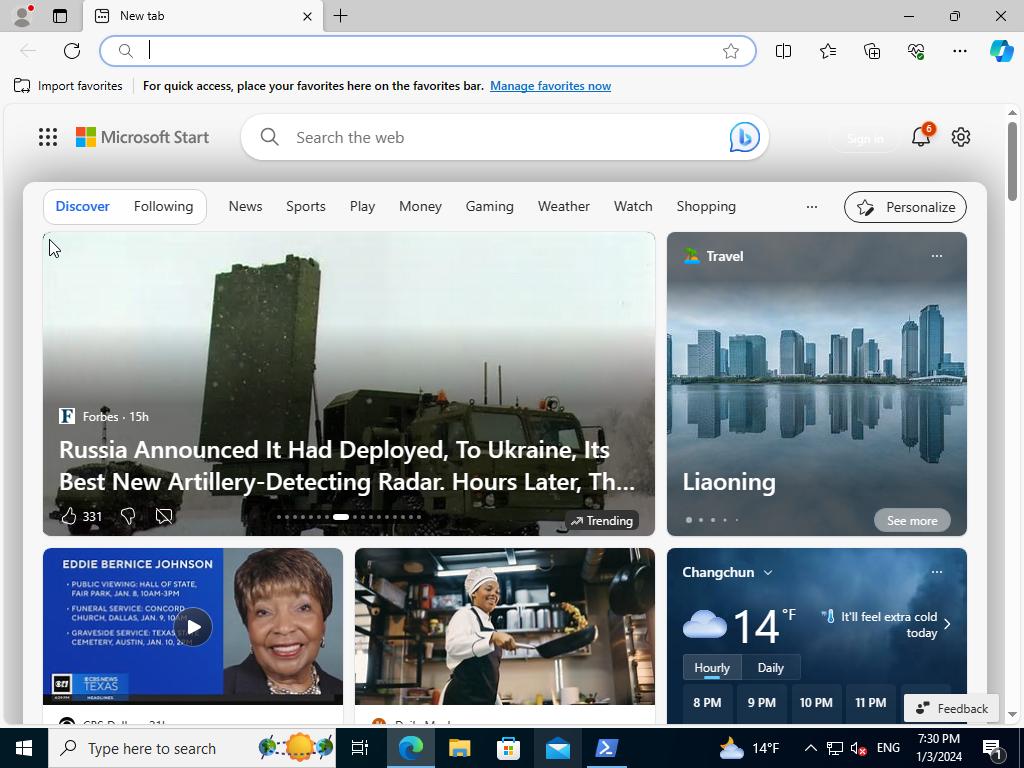 New tab
Import favorites
For quick access, place your favorites here on the favorites bar. Manage favorites now
Microsoft Start
Search the web
Sign in
6
Discover
Following
News
Sports
Play
Money
Gaming
Weather
Watch
Shopping
Personalize
Forbes · 15h
Russia Announced It Had Deployed, To Ukraine, Its
Best New Artillery-Detecting Radar. Hours Later, Th...
331
Trending
Travel
Liaoning
See more
EDDIE BERNICE JOHNSON
• PUBLIC VIEWING: HALL OF STATE,
FAIR PARK, JAN. 8, 10AM-3PM
• FUNERAL SERVICE: CONCORD
CHURCH, DALLAS, JAN. 9, 10AM
• GRAVESIDE SERVICE: TEXAS STATE
CEMETERY, AUSTIN, JAN. 10,
CBS NEWS
TEXAS
HEADLINES
Changchun
14 °F
It'll feel extra cold
today
Hourly
Daily
8 PM
9 PM
10 PM
11 PM
Feedback
Type here to search
14°F
ENG
7:30 PM
1/3/2024
1